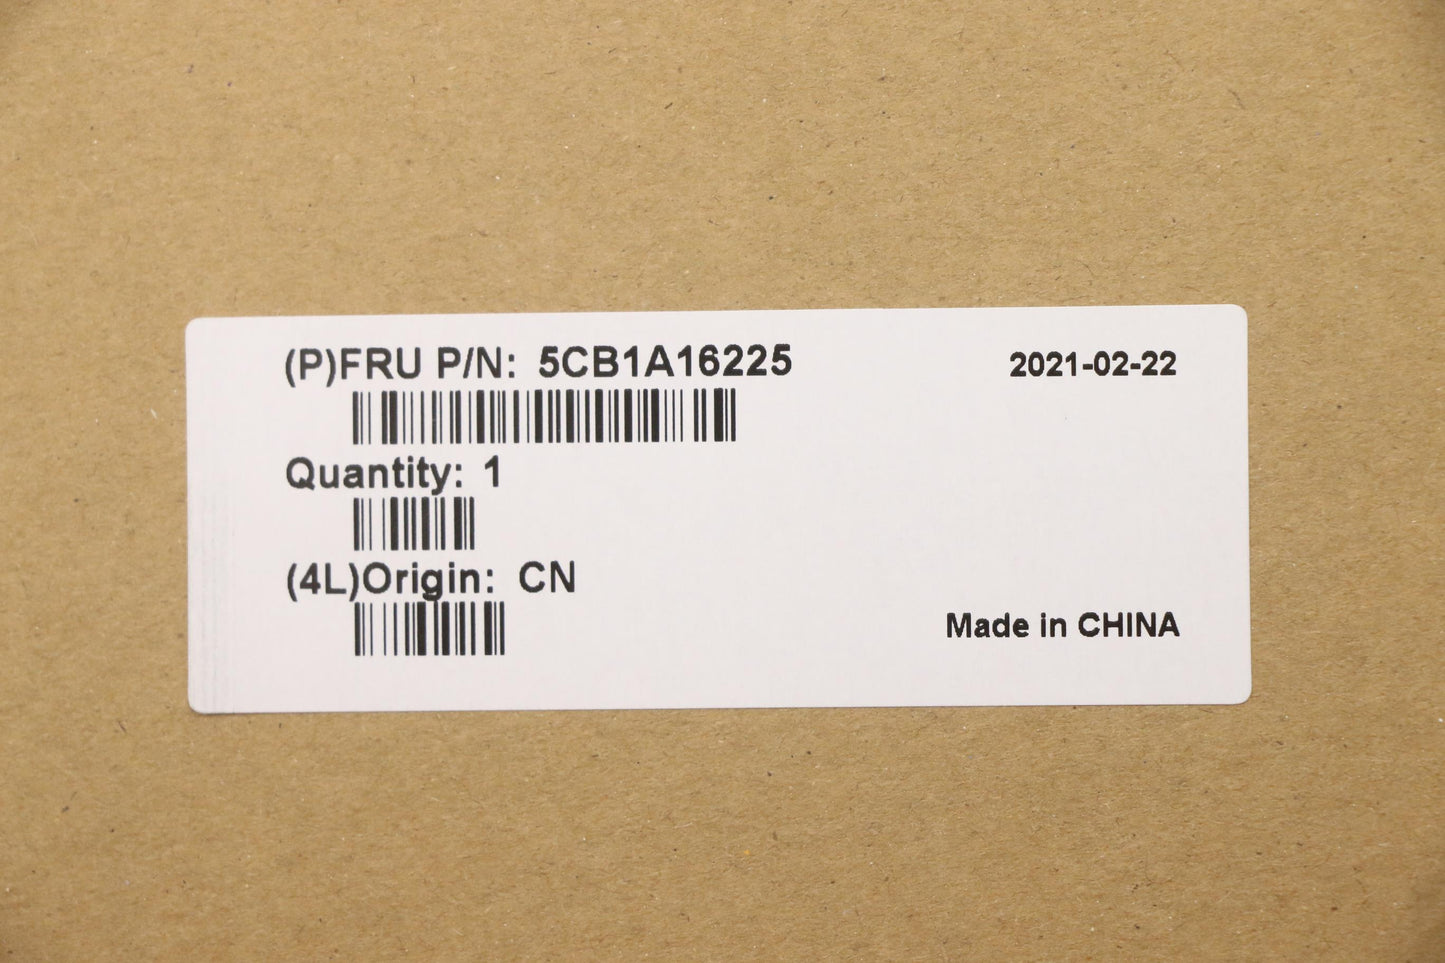 (P)FRU P/N: 5CB1A16225
2021-02-22
Quantity: 1
(4L)Origin: CN
Made in CHINA